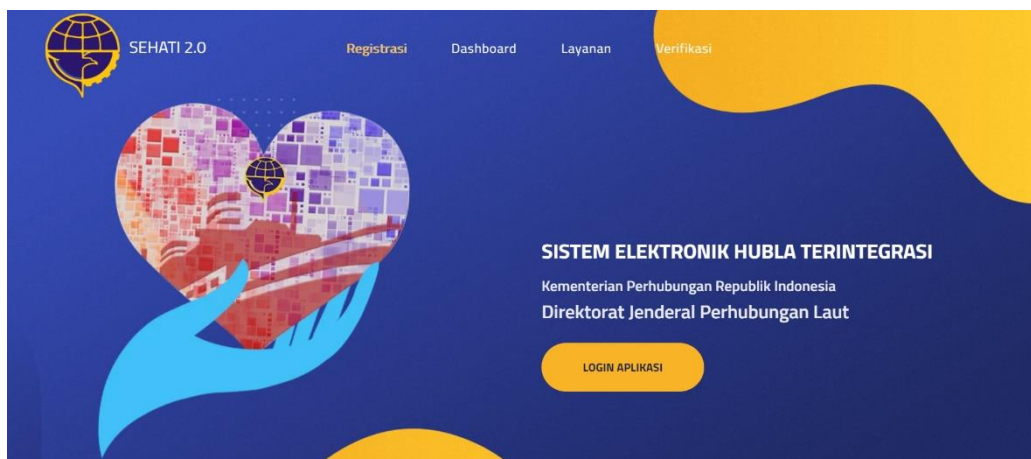 SEHATI 2.0
Registrasi
Dashboard
Layanan
Verifikasi
SISTEM ELEKTRONIK HUBLA TERINTEGRASI
Kementerian Perhubungan Republik Indonesia
Direktorat Jenderal Perhubungan Laut
LOGIN APLIKASI